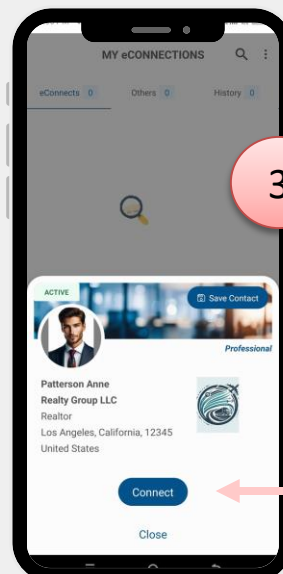 MY eCONNECTIONS
eConnects 0 Others 0 History 0
3
ACTIVE
Save Contact
Professional
Patterson Anne
Realty Group LLC
Realtor
Los Angeles, California, 12345
United States
Connect
Close